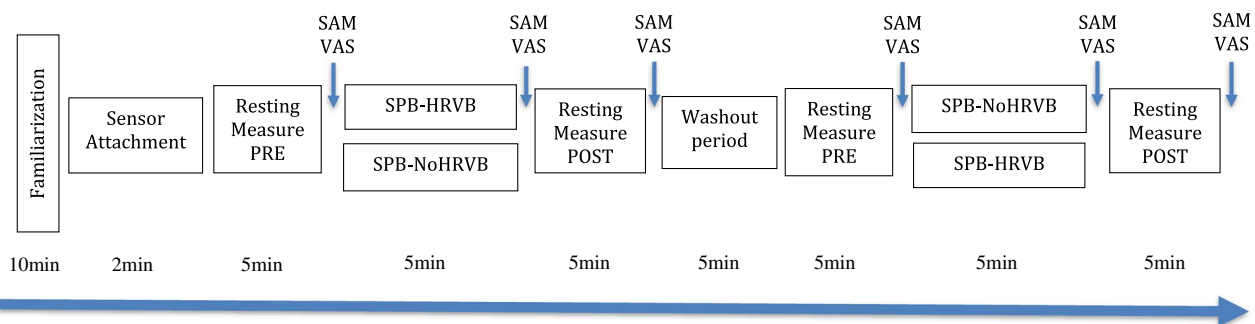 SAM
VAS
SAM
VAS
SAM
VAS
SAM
VAS
SAM
VAS
SAM
VAS
Familiarization
Sensor
Attachment
Resting
Measure
PRE
SPB-HRVB
SPB-NoHRVB
Resting
Measure
POST
Washout
period
Resting
Measure
PRE
SPB-NoHRVB
SPB-HRVB
Resting
Measure
POST
10min
2min
5min
5min
5min
5min
5min
5min
5min